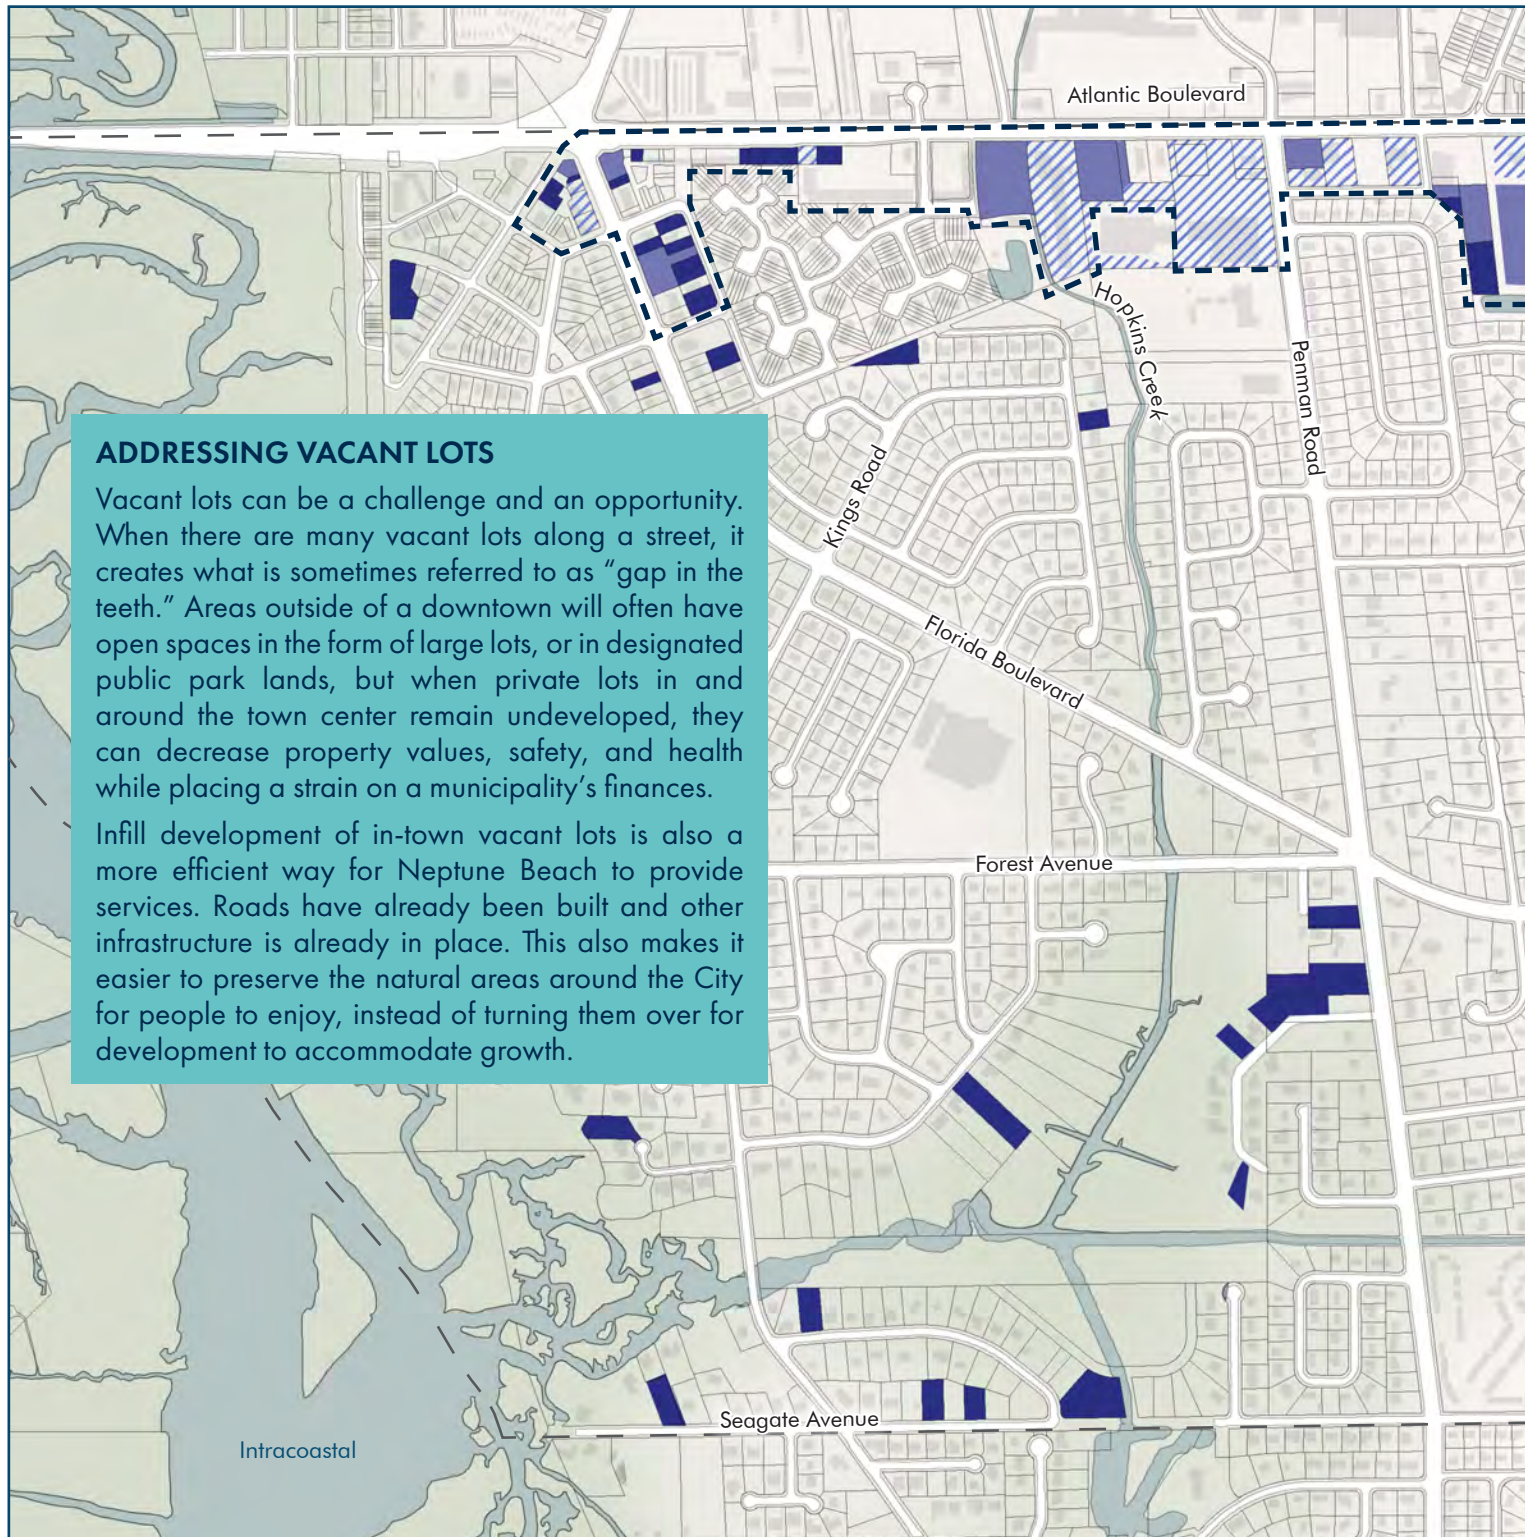 Atlantic Boulevard
Hopkins Creek
Penman Road
ADDRESSING VACANT LOTS
Vacant lots can be a challenge and an opportunity.
When there are many vacant lots along a street, it
creates what is sometimes referred to as “gap in the
teeth.” Areas outside of a downtown will often have
open spaces in the form of large lots, or in designated
public park lands, but when private lots in and
around the town center remain undeveloped, they
can decrease property values, safety, and health
while placing a strain on a municipality’s finances.
Infill development of in-town vacant lots is also a
more efficient way for Neptune Beach to provide
services. Roads have already been built and other
infrastructure is already in place. This also makes it
easier to preserve the natural areas around the City
for people to enjoy, instead of turning them over for
development to accommodate growth.
Kings Road
Florida Boulevard
Forest Avenue
Seagate Avenue
Intracoastal